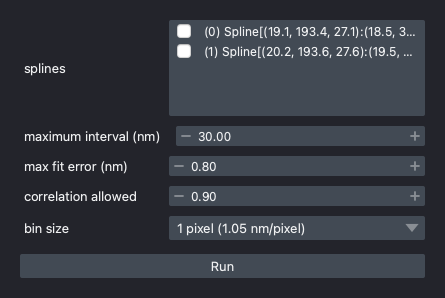 splines
(0) Spline[(19.1, 193.4, 27.1):(18.5, 3...
(1) Spline[(20.2, 193.6, 27.6):(19.5, ...
maximum interval (nm) − 30.00 +
max fit error (nm) − 0.80 +
correlation allowed − 0.90 +
bin size 1 pixel (1.05 nm/pixel)
Run